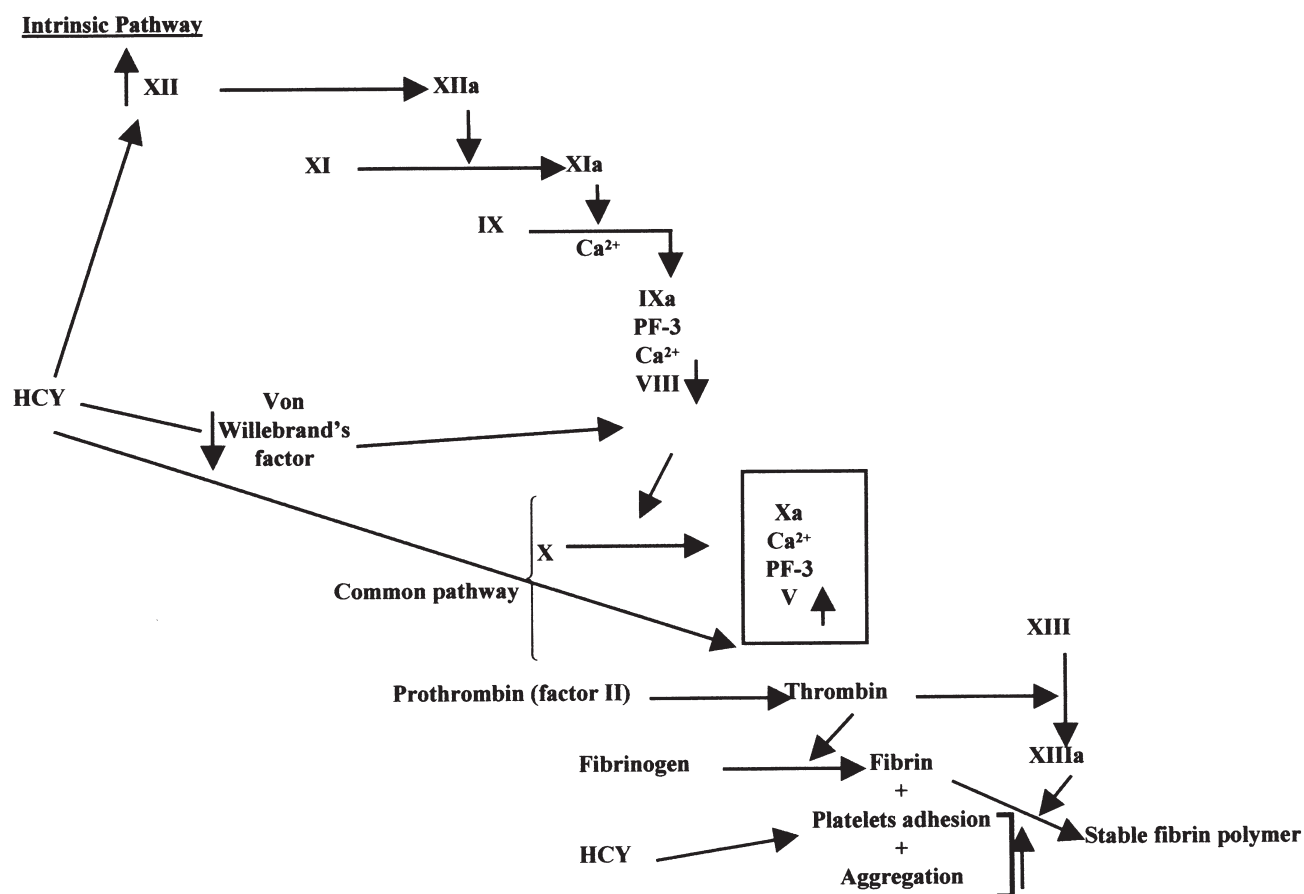 Intrinsic Pathway
XII
XIIa
XI
XIa
IX
Ca²⁺
IXa
PF-3
Ca²⁺
VIII
HCY
Von
Willebrand's
factor
X
Xa
Ca²⁺
PF-3
V
Common pathway
XIII
Prothrombin (factor II)
Thrombin
Fibrinogen
Fibrin
XIIIa
+
Platelets adhesion
Stable fibrin polymer
HCY
+
Aggregation